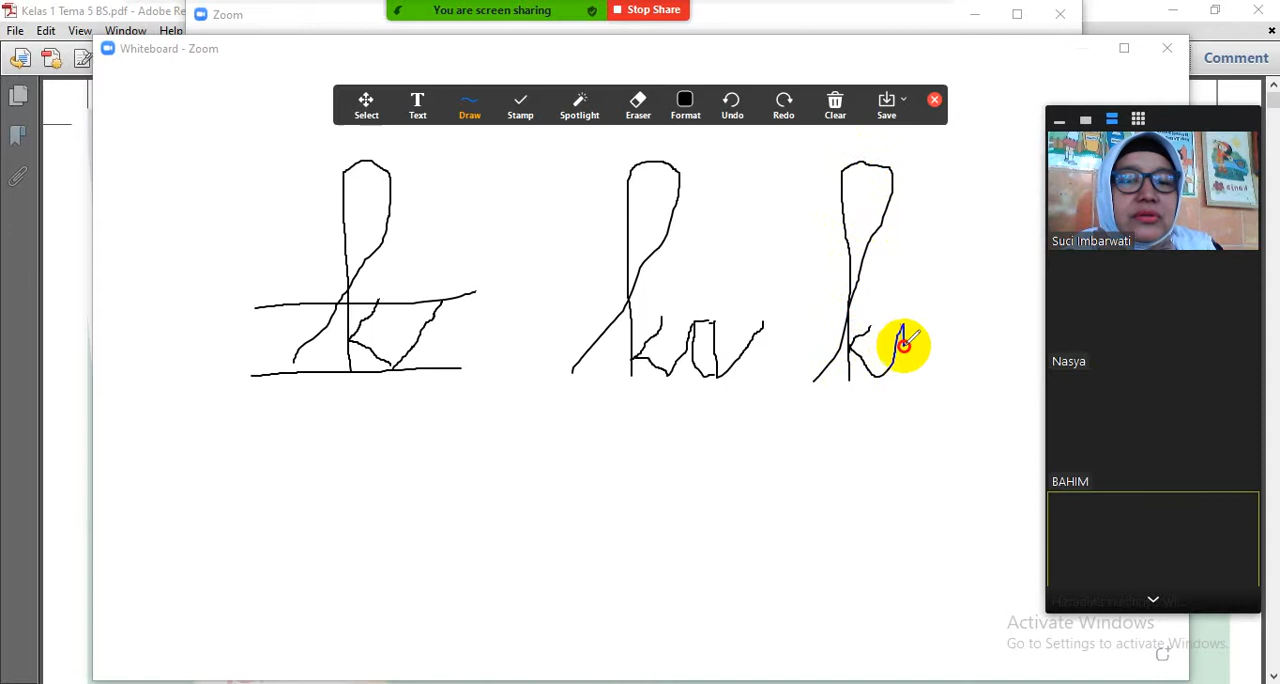 Kelas 1 Tema 5 BS.pdf - Adobe Re
Zoom
You are screen sharing
Stop Share
File Edit View Window Help
Whiteboard - Zoom
Comment
Select
Text
Draw
Stamp
Spotlight
Eraser
Format
Undo
Redo
Clear
Save
k ka k
Suci Imbarwati
Nasya
BAHIM
Activate Windows
Go to Settings to activate Windows.